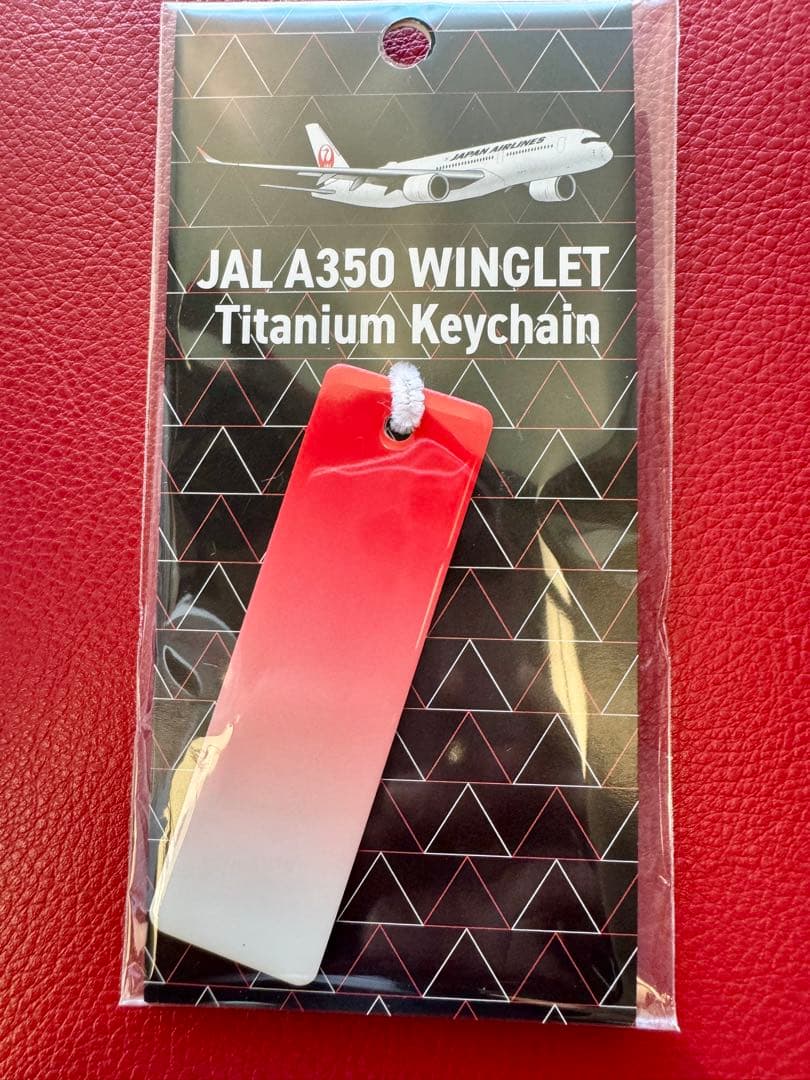 JAPAN AIRLINES
JAL A350 WINGLET
Titanium Keychain